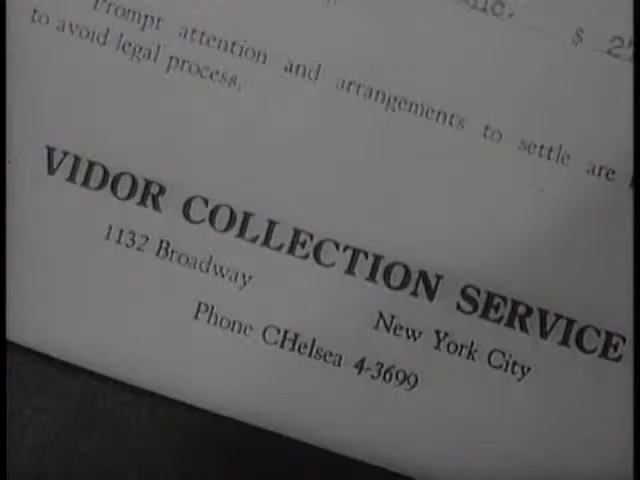 $ 25
Prompt attention and arrangements to settle are
to avoid legal process.
VIDOR COLLECTION SERVICE
1132 Broadway New York City
Phone CHelsea 4-3699